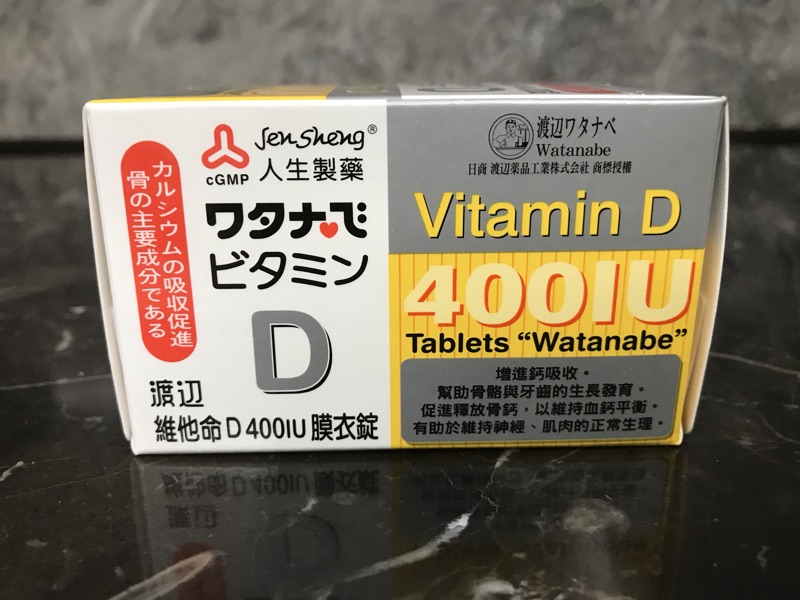 カルシウムの吸収促進
骨の主要成分である
Jen Sheng®
cGMP
人生製藥
ワタナベ
ビタミン
D
渡辺
維他命D400IU膜衣錠
渡辺ワタナベ
Watanabe
日商 渡辺薬品工業株式会社 商標授權
Vitamin D
400IU
Tablets “Watanabe”
增進鈣吸收。
幫助骨骼與牙齒的生長發育。
促進釋放骨鈣，以維持血鈣平衡。
有助於維持神經、肌肉的正常生理。